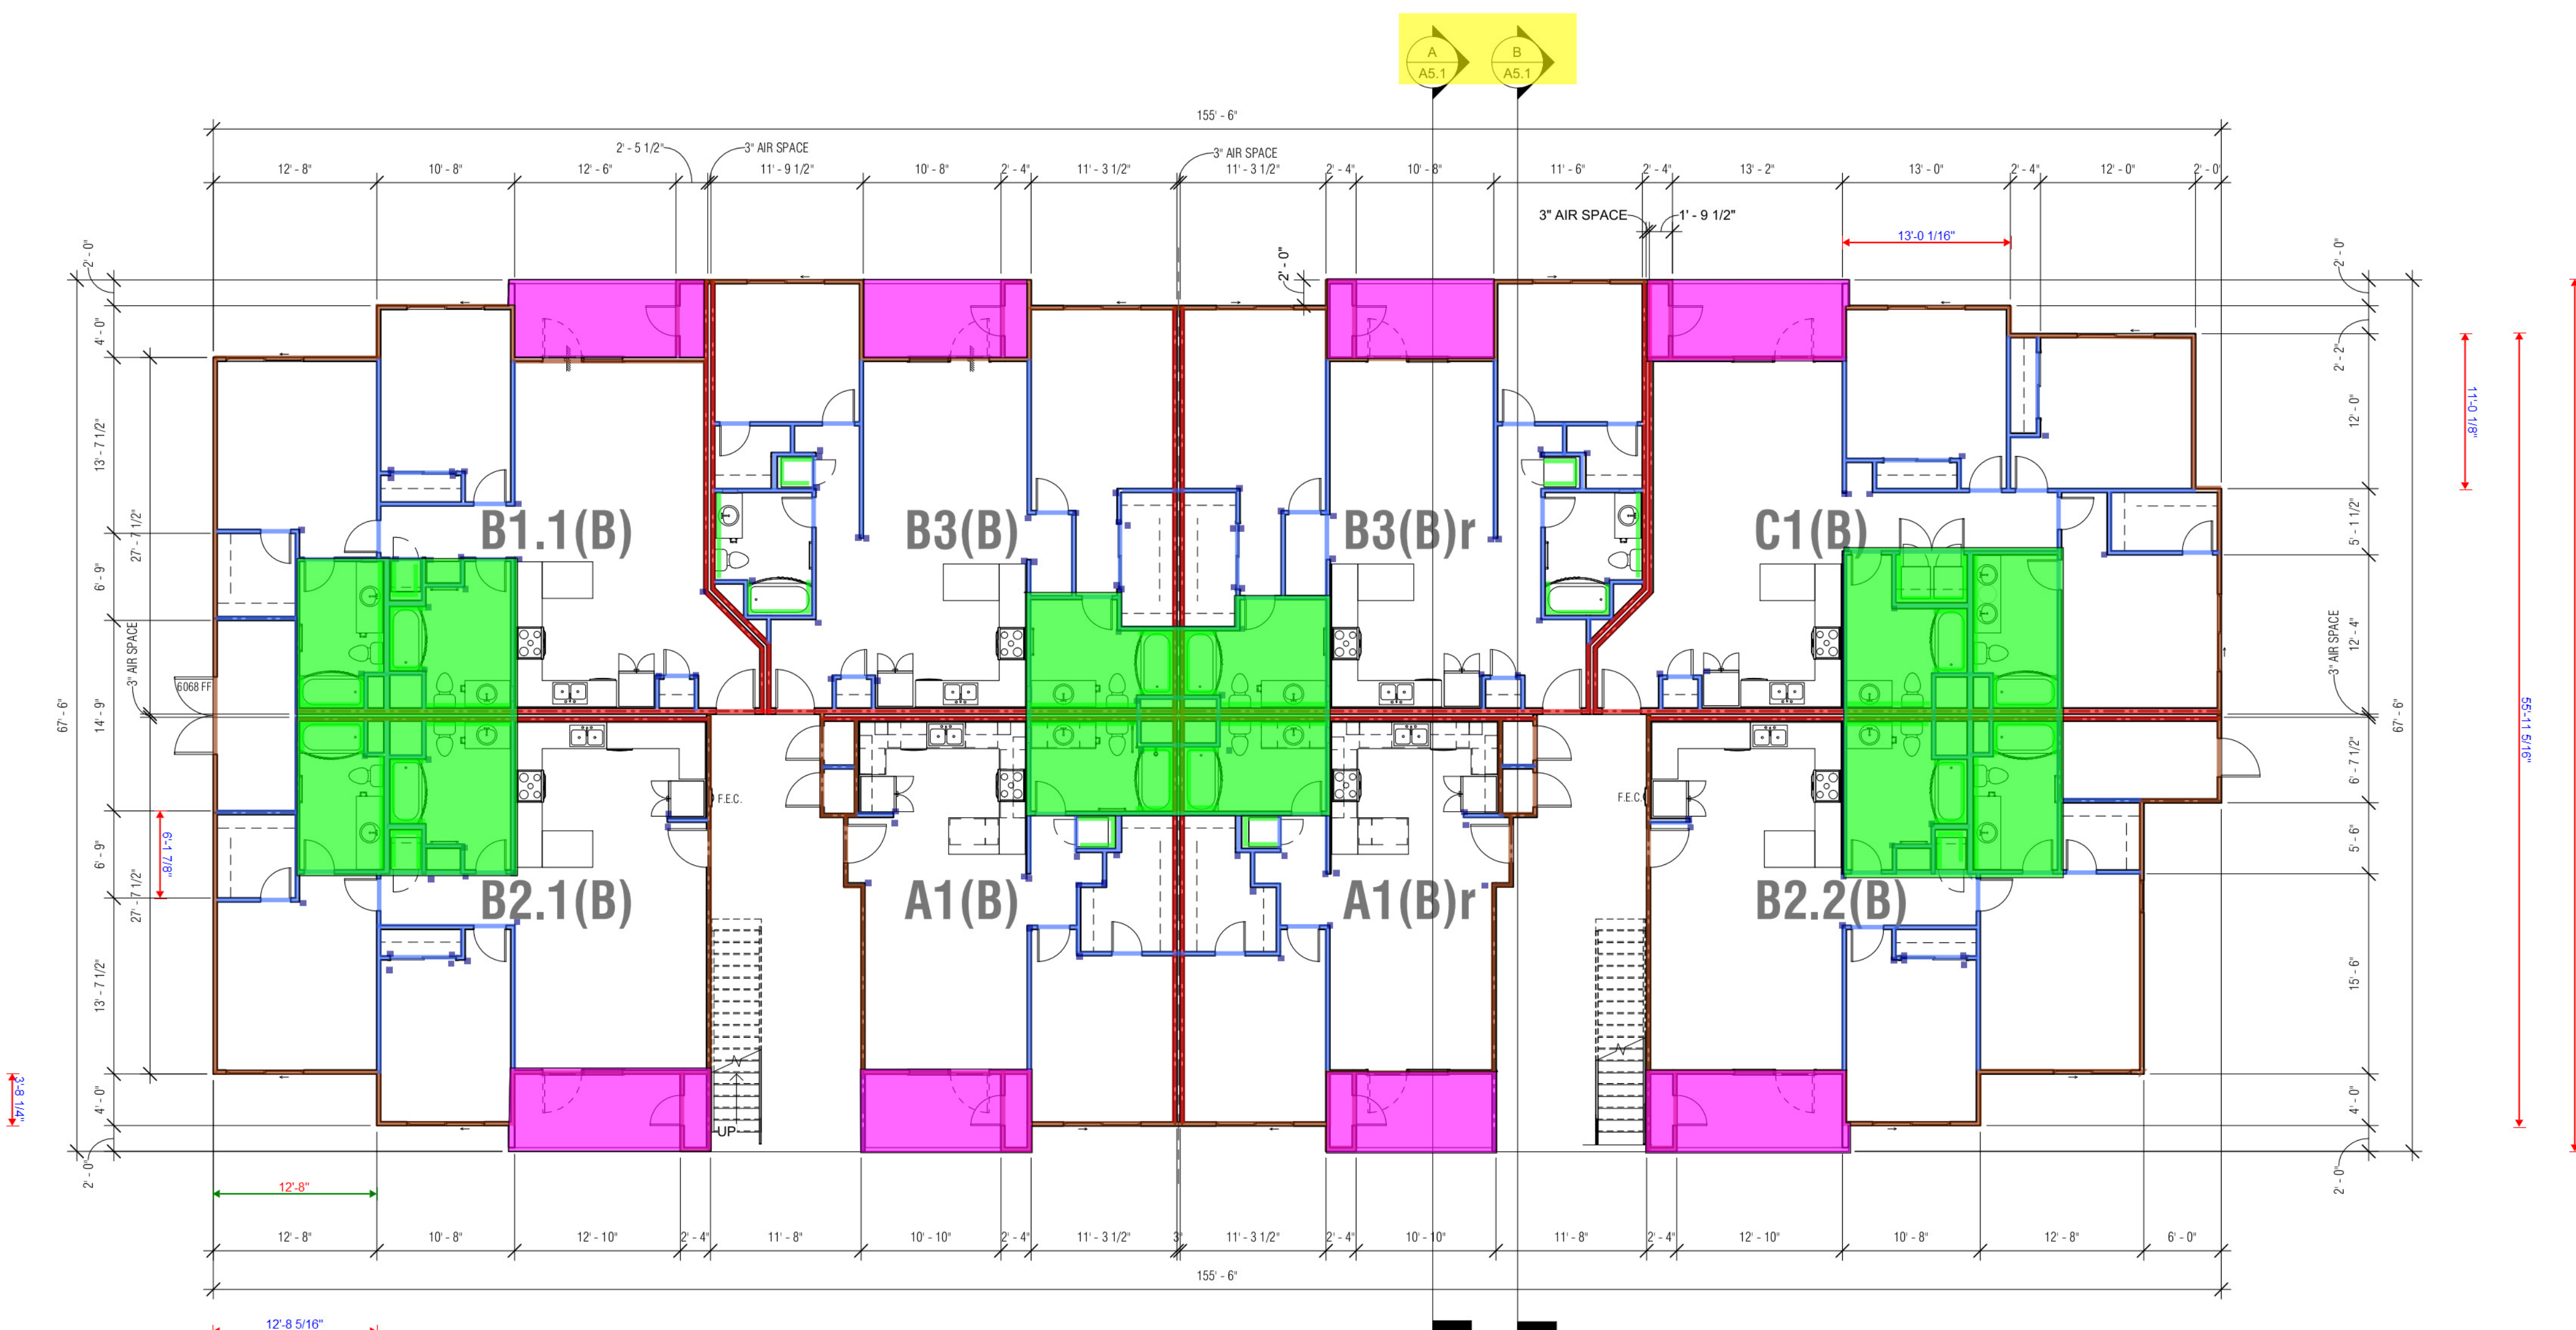 A
A5.1
B
A5.1
155' - 6"
2' - 5 1/2"
3" AIR SPACE
3" AIR SPACE
12' - 8"
10' - 8"
12' - 6"
11' - 9 1/2"
10' - 8"
2' - 4"
11' - 3 1/2"
11' - 3 1/2"
2' - 4"
10' - 8"
11' - 6"
2' - 4"
13' - 2"
13' - 0"
2' - 4"
12' - 0"
2' - 0"
3" AIR SPACE
1' - 9 1/2"
13'-0 1/16"
2' - 0"
2' - 0"
2' - 0"
4' - 0"
2' - 2"
13' - 7 1/2"
12' - 0"
11'-0 1/8"
27' - 7 1/2"
B1.1(B)
B3(B)
B3(B)r
C1(B)
5' - 1 1/2"
6' - 9"
3" AIR SPACE
12' - 4"
3" AIR SPACE
6068 FF
67' - 6"
14' - 9"
67' - 6"
55'-11 5/16"
6' - 7 1/2"
F.E.C.
F.E.C.
6'-1 7/8"
6' - 9"
5' - 6"
27' - 7 1/2"
B2.1(B)
A1(B)
A1(B)r
B2.2(B)
13' - 7 1/2"
15' - 6"
3'-8 1/4"
4' - 0"
4' - 0"
UP
2' - 0"
2' - 0"
12'-8"
12' - 8"
10' - 8"
12' - 10"
2' - 4"
11' - 8"
10' - 10"
2' - 4"
11' - 3 1/2"
3"
11' - 3 1/2"
2' - 4"
10' - 10"
11' - 8"
2' - 4"
12' - 10"
10' - 8"
12' - 8"
6' - 0"
155' - 6"
12'-8 5/16"